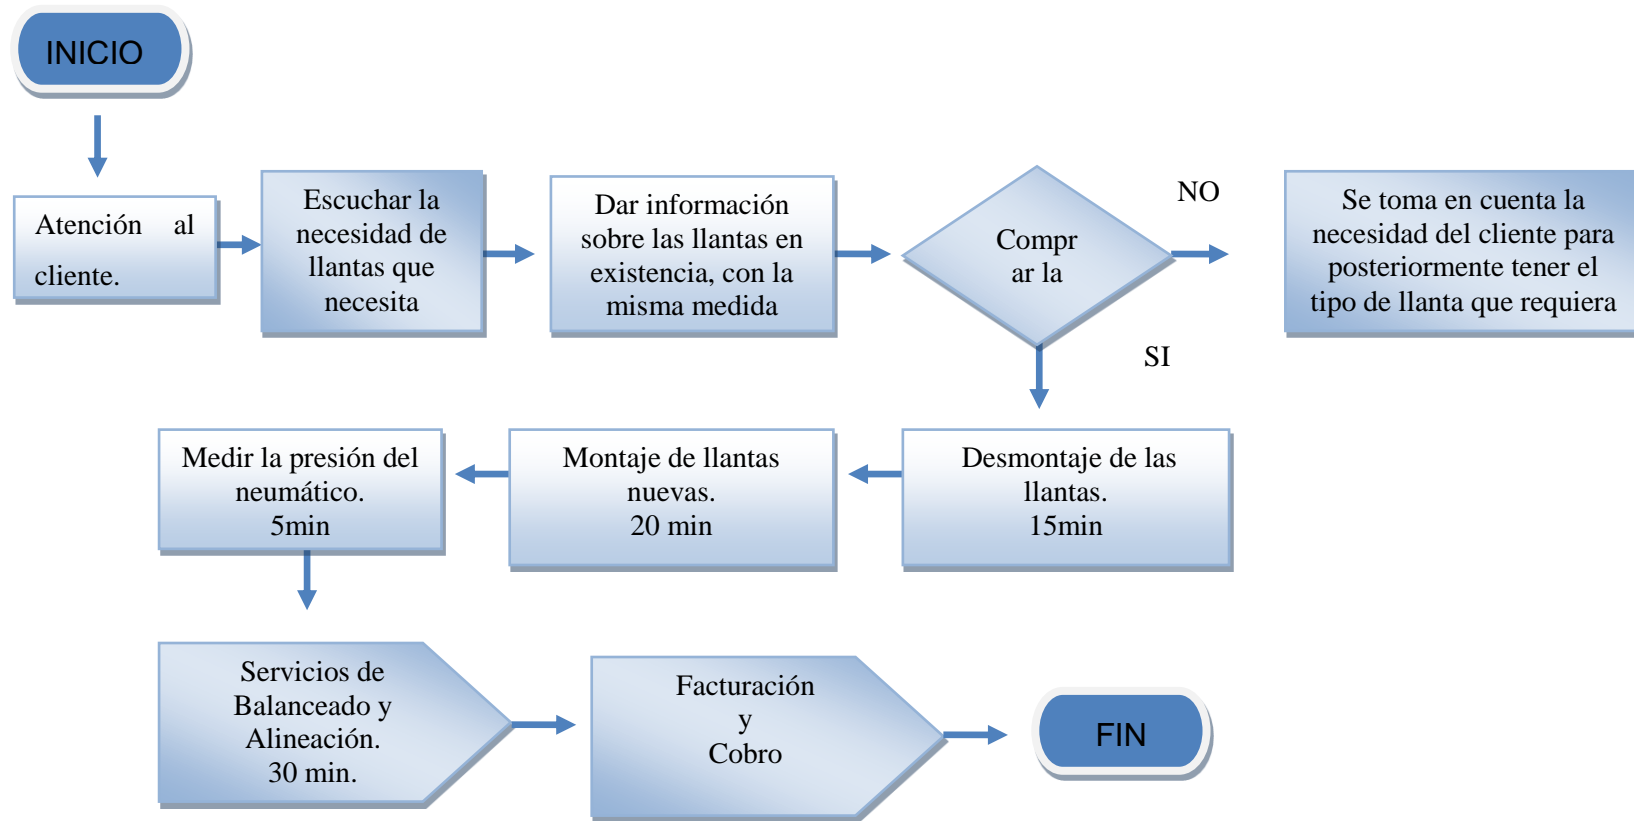 INICIO
Atención al
cliente.
Escuchar la
necesidad de
llantas que
necesita
Dar información
sobre las llantas en
existencia, con la
misma medida
Compr
ar la
NO
Se toma en cuenta la
necesidad del cliente para
posteriormente tener el
tipo de llanta que requiera
SI
Desmontaje de las
llantas.
15min
Montaje de llantas
nuevas.
20 min
Medir la presión del
neumático.
5min
Servicios de
Balanceado y
Alineación.
30 min.
Facturación
y
Cobro
FIN